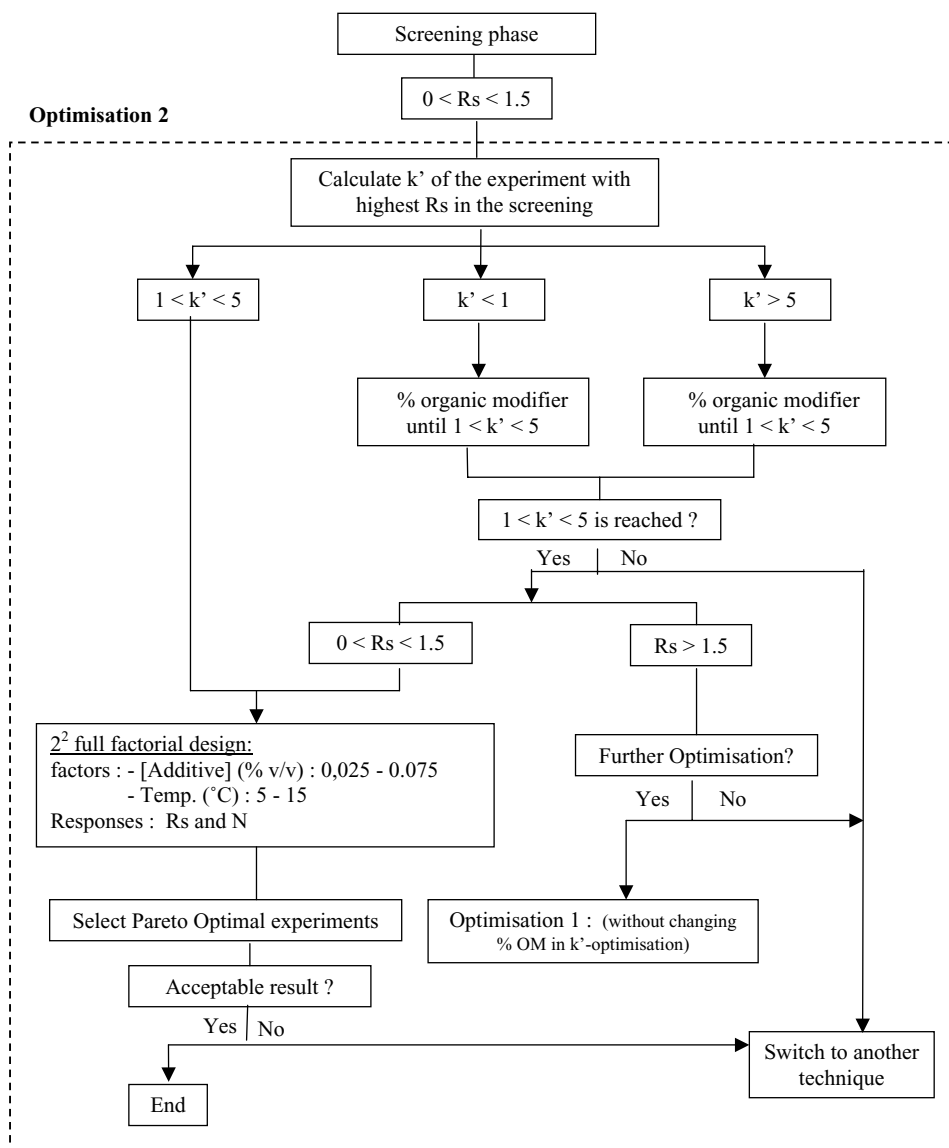 Screening phase
0 < Rs < 1.5
Optimisation 2
Calculate k’ of the experiment with
highest Rs in the screening
1 < k’ < 5
k’ < 1
k’ > 5
% organic modifier
until 1 < k’ < 5
% organic modifier
until 1 < k’ < 5
1 < k’ < 5 is reached ?
Yes No
0 < Rs < 1.5
Rs > 1.5
2² full factorial design:
factors : - [Additive] (% v/v) : 0,025 - 0.075
- Temp. (˚C) : 5 - 15
Responses : Rs and N
Further Optimisation?
Yes No
Select Pareto Optimal experiments
Optimisation 1 : (without changing
% OM in k’-optimisation)
Acceptable result ?
Yes No
Switch to another
technique
End